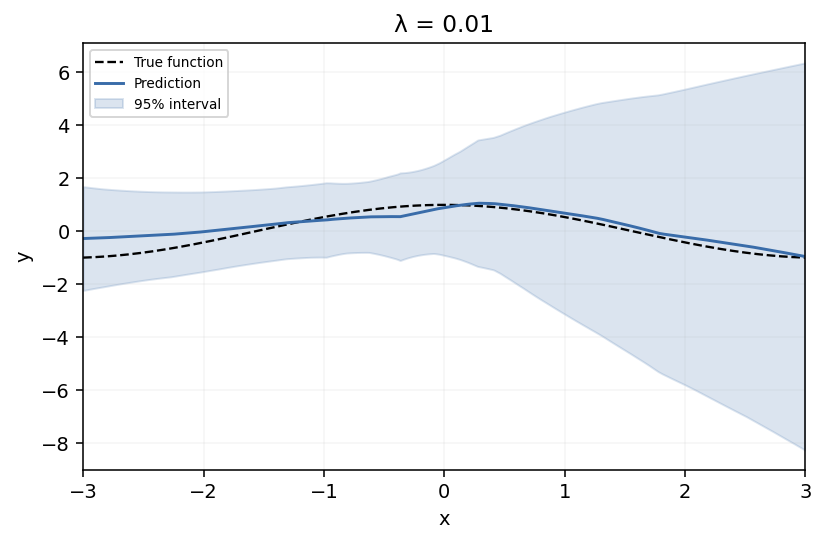 λ = 0.01
True function
Prediction
95% interval
6
4
2
0
−2
−4
−6
−8
y
−3
−2
−1
0
1
2
3
x